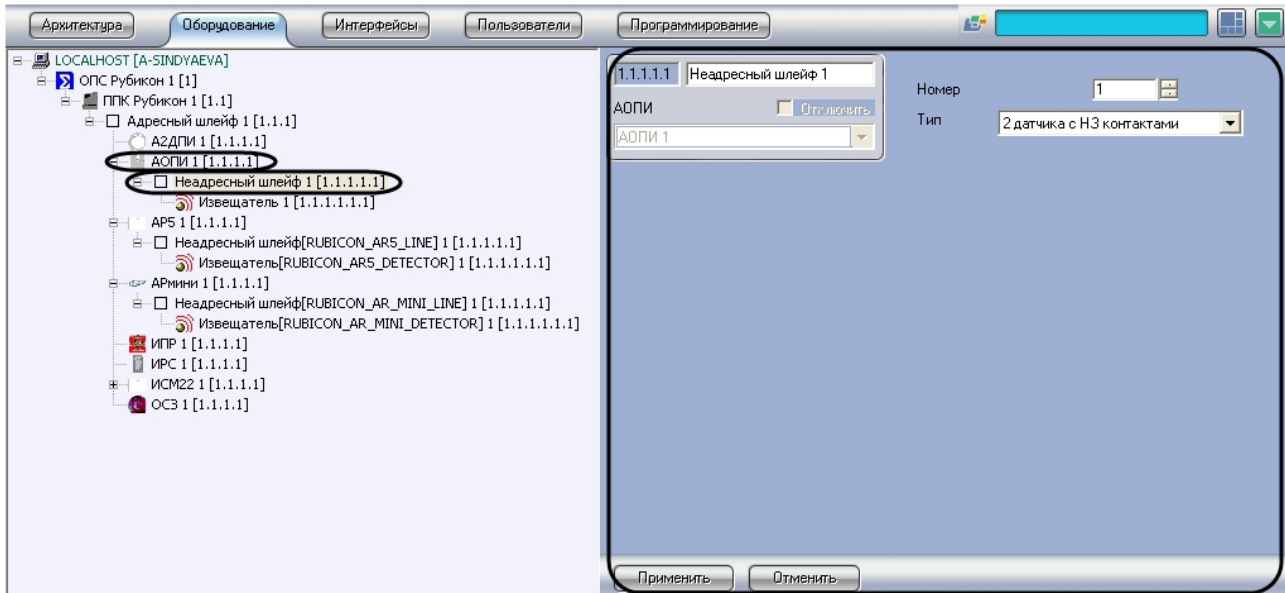 Архитектура Оборудование Интерфейсы Пользователи Программирование
LOCALHOST [A-SINDYAEVA]
ОПС Рубикон 1 [1]
ППК Рубикон 1 [1.1]
Адресный шлейф 1 [1.1.1]
А2ДПИ 1 [1.1.1.1]
АОПИ 1 [1.1.1.1]
Неадресный шлейф 1 [1.1.1.1.1]
Извещатель 1 [1.1.1.1.1.1]
АР5 1 [1.1.1.1]
Неадресный шлейф[RUBICON_AR5_LINE] 1 [1.1.1.1.1]
Извещатель[RUBICON_AR5_DETECTOR] 1 [1.1.1.1.1.1]
АРмини 1 [1.1.1.1]
Неадресный шлейф[RUBICON_AR_MINI_LINE] 1 [1.1.1.1.1]
Извещатель[RUBICON_AR_MINI_DETECTOR] 1 [1.1.1.1.1.1]
ИПР 1 [1.1.1.1]
ИРС 1 [1.1.1.1]
ИСМ22 1 [1.1.1.1]
ОСЗ 1 [1.1.1.1]
1.1.1.1.1 Неадресный шлейф 1
АОПИ Отключить
АОПИ 1
Номер 1
Тип 2 датчика с НЗ контактами
Применить Отменить